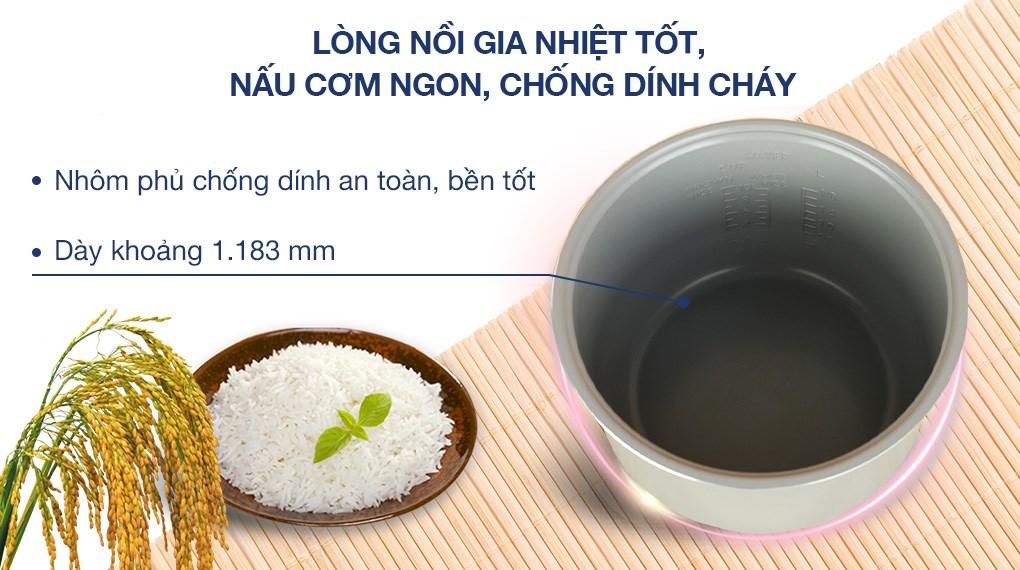 LÒNG NỒI GIA NHIỆT TỐT,
NẤU CƠM NGON, CHỐNG DÍNH CHÁY
• Nhôm phủ chống dính an toàn, bền tốt
• Dày khoảng 1.183 mm